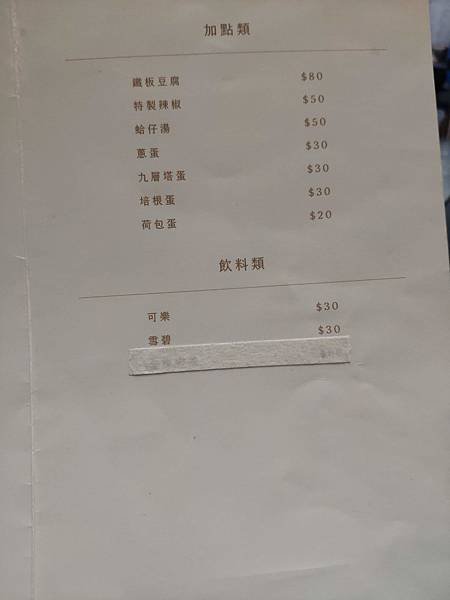 加點類
鐵板豆腐 $80
特製辣椒 $50
蛤仔湯 $50
蔥蛋 $30
九層塔蛋 $30
培根蛋 $30
荷包蛋 $20
飲料類
可樂 $30
雪碧 $30